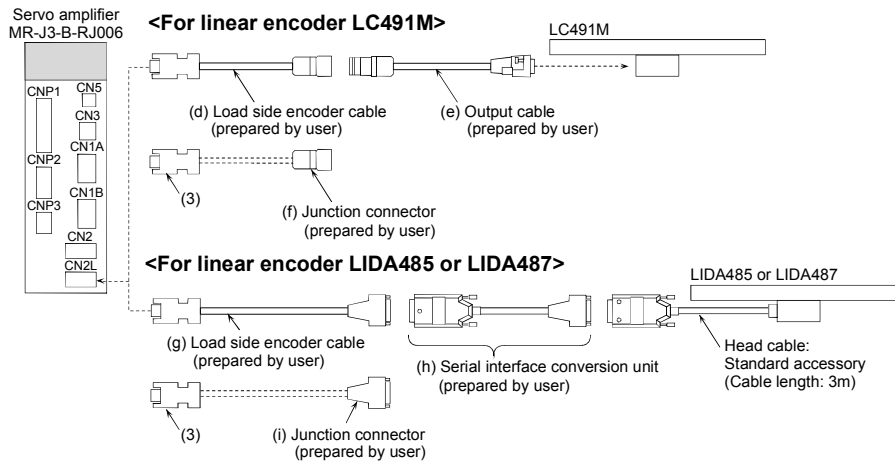 Servo amplifier
MR-J3-B-RJ006
CNP1
CN5
CN3
CN1A
CNP2
CN1B
CNP3
CN2
CN2L
<For linear encoder LC491M>
LC491M
(d) Load side encoder cable
(prepared by user)
(e) Output cable
(prepared by user)
(3)
(f) Junction connector
(prepared by user)
<For linear encoder LIDA485 or LIDA487>
LIDA485 or LIDA487
(g) Load side encoder cable
(prepared by user)
(h) Serial interface conversion unit
(prepared by user)
Head cable:
Standard accessory
(Cable length: 3m)
(3)
(i) Junction connector
(prepared by user)